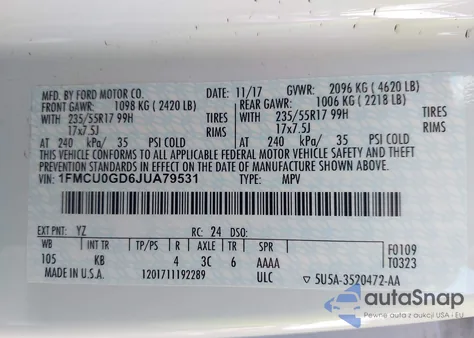 MFD. BY FORD MOTOR CO. DATE: 11/17 GVWR: 2096 KG ( 4620 LB)
FRONT GAWR: 1098 KG ( 2420 LB) REAR GAWR: 1006 KG ( 2218 LB)
WITH 235/55R17 99H TIRES WITH 235/55R17 99H TIRES
17x7.5J RIMS 17x7.5J RIMS
AT 240 kPa/ 35 PSI COLD AT 240 kPa/ 35 PSI COLD
THIS VEHICLE CONFORMS TO ALL APPLICABLE FEDERAL MOTOR VEHICLE SAFETY AND THEFT
PREVENTION STANDARDS IN EFFECT ON THE DATE OF MANUFACTURE SHOWN ABOVE.
VIN: 1FMCU0GD6JUA79531 TYPE: MPV
EXT PNT: YZ RC: 24 DSO:
WB INT TR TP/PS R AXLE TR SPR F0109
105 KB 4 3C 6 AAAA T0323
MADE IN U.S.A. 1201711192289 ULC 5U5A-3520472-AA
autoSnap
Pewne auta z USA i EU